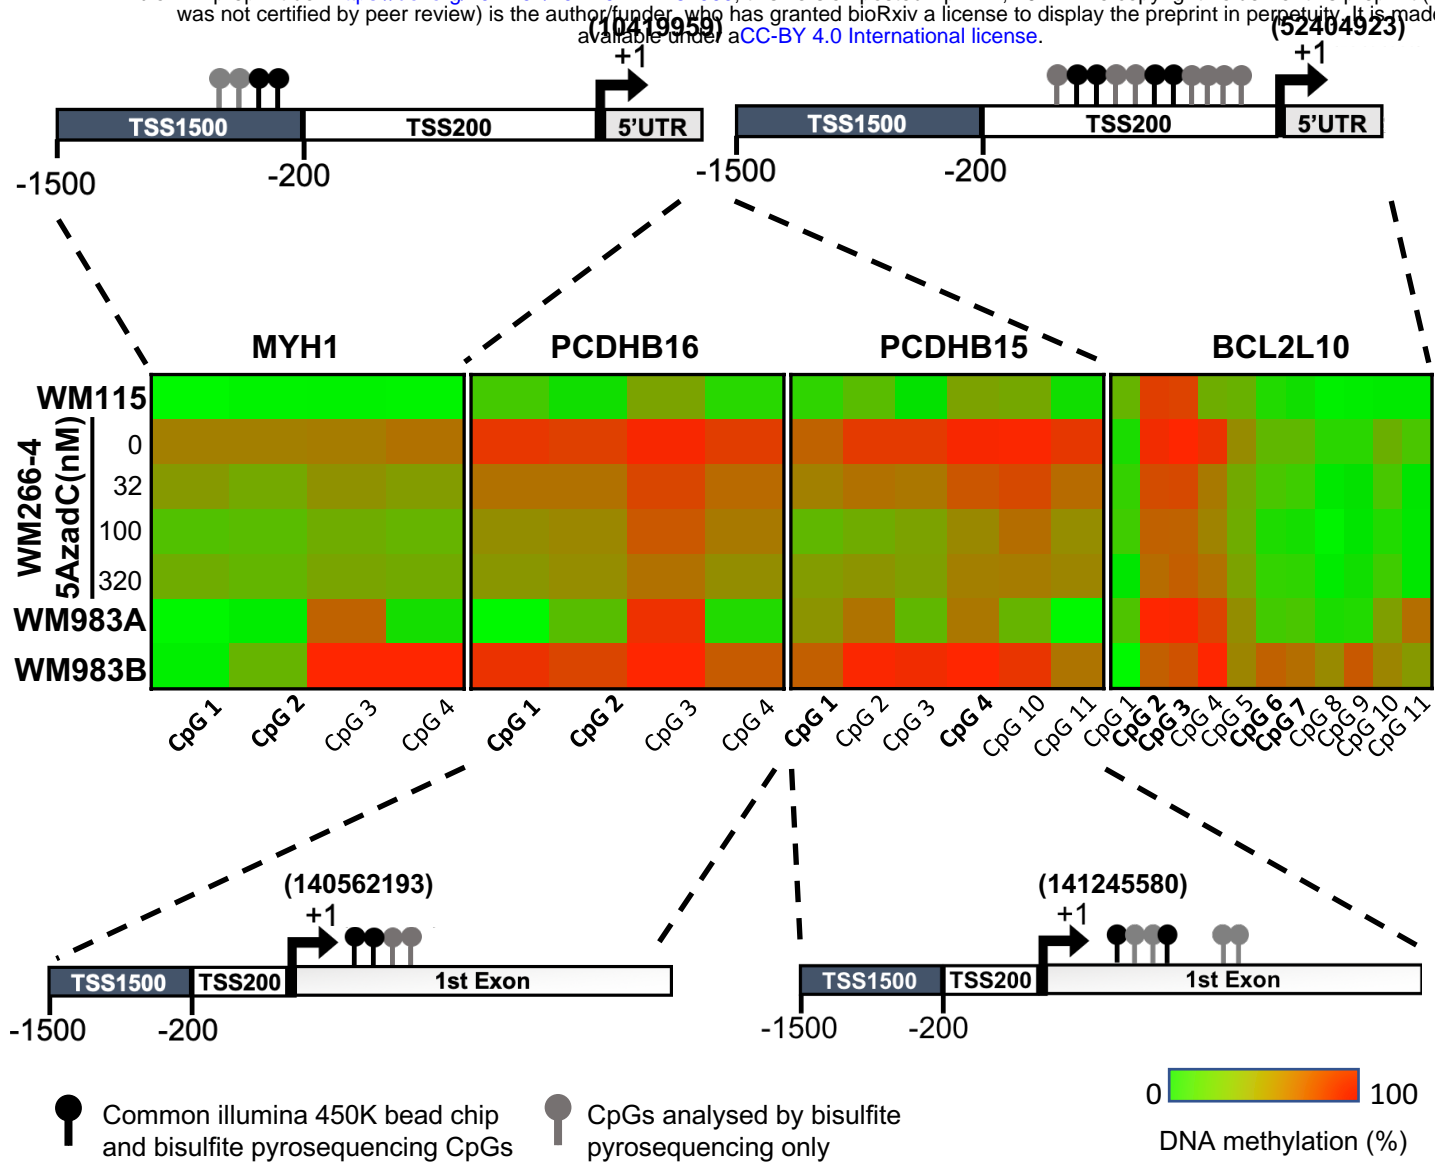 was not certified by peer review) is the author/funder, who has granted bioRxiv a license to display the preprint in perpetuity. It is made
available under aCC-BY 4.0 International license.
(10419959)
+1
(52404923)
+1
TSS1500
TSS200
5’UTR
TSS1500
TSS200
5’UTR
-1500
-200
-1500
-200
MYH1
PCDHB16
PCDHB15
BCL2L10
WM115
WM266-4
5AzadC(nM)
0
32
100
320
WM983A
WM983B
CpG 1
CpG 2
CpG 3
CpG 4
CpG 1
CpG 2
CpG 3
CpG 4
CpG 1
CpG 2
CpG 3
CpG 4
CpG 10
CpG 11
CpG 1
CpG 2
CpG 3
CpG 4
CpG 5
CpG 6
CpG 7
CpG 8
CpG 9
CpG 10
CpG 11
(140562193)
+1
(141245580)
+1
TSS1500
TSS200
1st Exon
TSS1500
TSS200
1st Exon
-1500
-200
-1500
-200
Common illumina 450K bead chip
and bisulfite pyrosequencing CpGs
CpGs analysed by bisulfite
pyrosequencing only
0
100
DNA methylation (%)